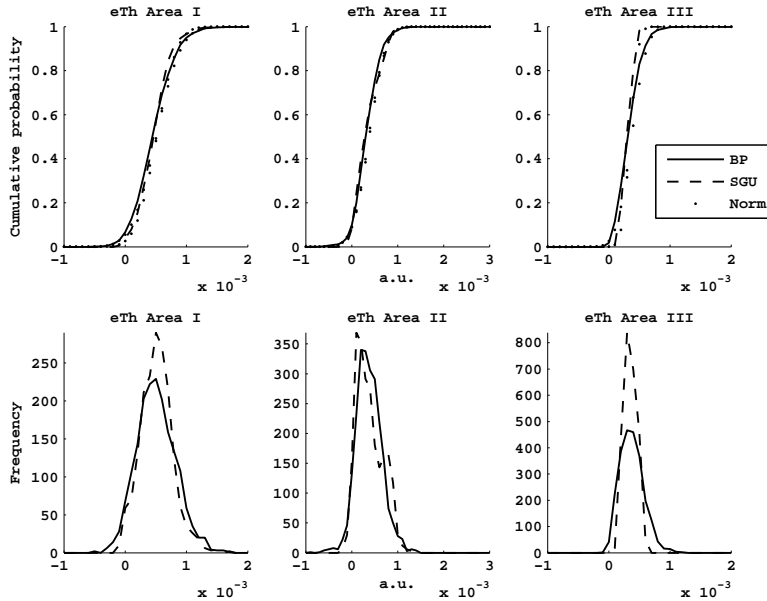 eTh Area I
eTh Area II
eTh Area III
Cumulative probability
1
0.8
0.6
0.4
0.2
0
-1 0 1 2
x 10⁻³
1
0.8
0.6
0.4
0.2
0
-1 0 1 2 3
a.u.
x 10⁻³
1
0.8
0.6
0.4
0.2
0
-1 0 1 2
x 10⁻³
BP
SGU
Norm
eTh Area I
eTh Area II
eTh Area III
Frequency
250
200
150
100
50
0
-1 0 1 2
x 10⁻³
350
300
250
200
150
100
50
0
-1 0 1 2 3
a.u.
x 10⁻³
800
700
600
500
400
300
200
100
0
-1 0 1 2
x 10⁻³